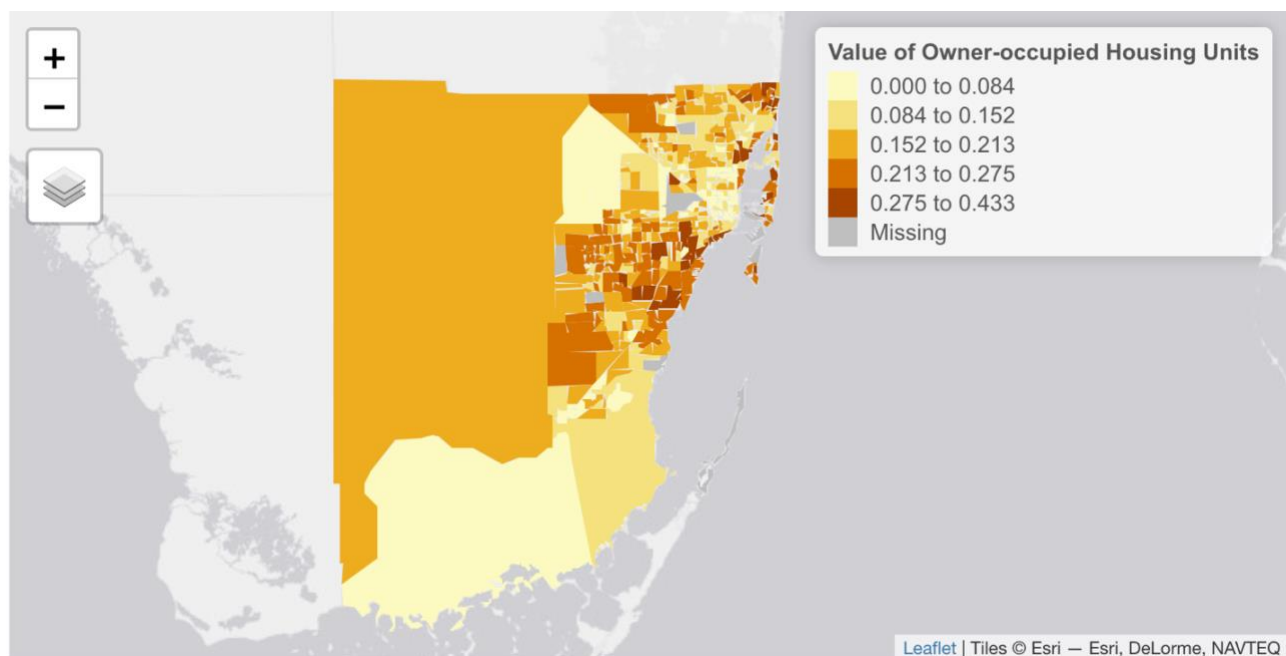 +
−
Value of Owner-occupied Housing Units
0.000 to 0.084
0.084 to 0.152
0.152 to 0.213
0.213 to 0.275
0.275 to 0.433
Missing
Leaflet | Tiles © Esri — Esri, DeLorme, NAVTEQ